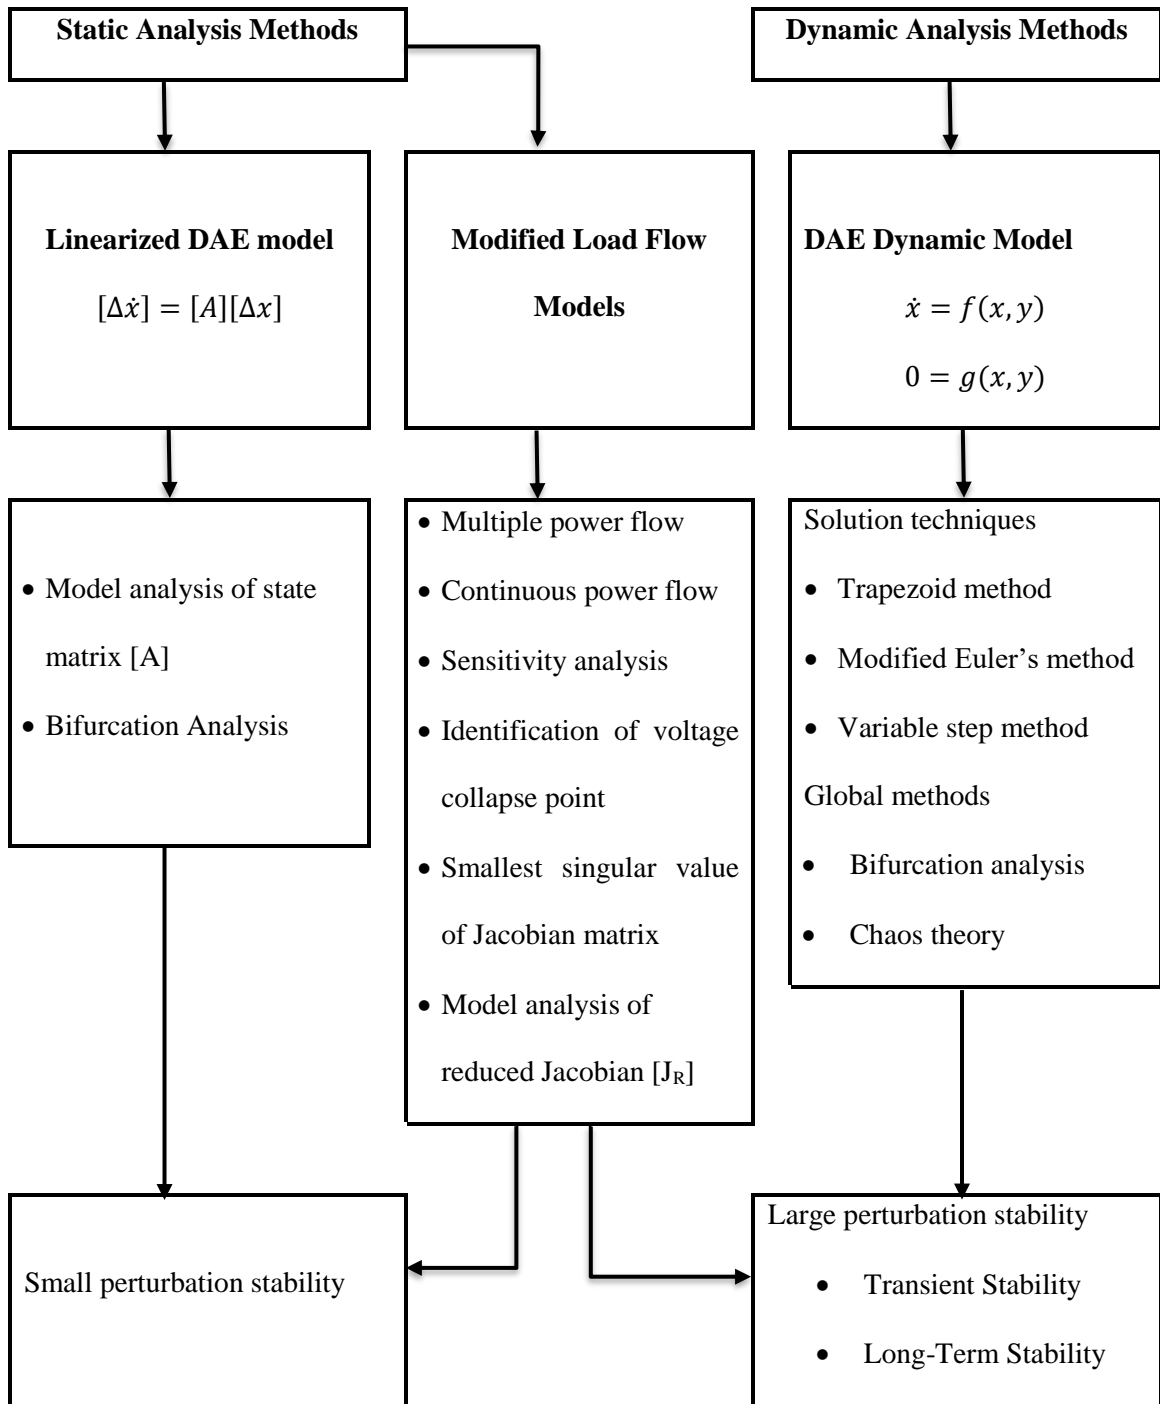 Static Analysis Methods
Dynamic Analysis Methods
Linearized DAE model
[Δẋ] = [A][Δx]
Modified Load Flow
Models
DAE Dynamic Model
ẋ = f(x, y)
0 = g(x, y)
• Model analysis of state
matrix [A]
• Bifurcation Analysis
• Multiple power flow
• Continuous power flow
• Sensitivity analysis
• Identification of voltage
collapse point
• Smallest singular value
of Jacobian matrix
• Model analysis of
reduced Jacobian [J_R]
Solution techniques
• Trapezoid method
• Modified Euler’s method
• Variable step method
Global methods
• Bifurcation analysis
• Chaos theory
Small perturbation stability
Large perturbation stability
• Transient Stability
• Long-Term Stability